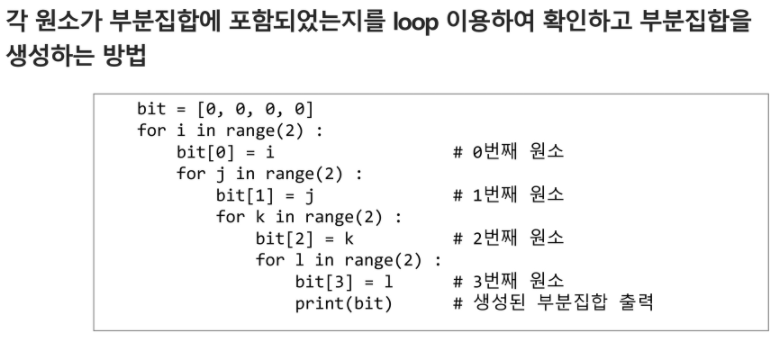 각 원소가 부분집합에 포함되었는지를 loop 이용하여 확인하고 부분집합을
생성하는 방법
bit = [0, 0, 0, 0]
for i in range(2) :
    bit[0] = i                  # 0번째 원소
    for j in range(2) :
        bit[1] = j              # 1번째 원소
        for k in range(2) :
            bit[2] = k          # 2번째 원소
            for l in range(2) :
                bit[3] = l      # 3번째 원소
                print(bit)      # 생성된 부분집합 출력